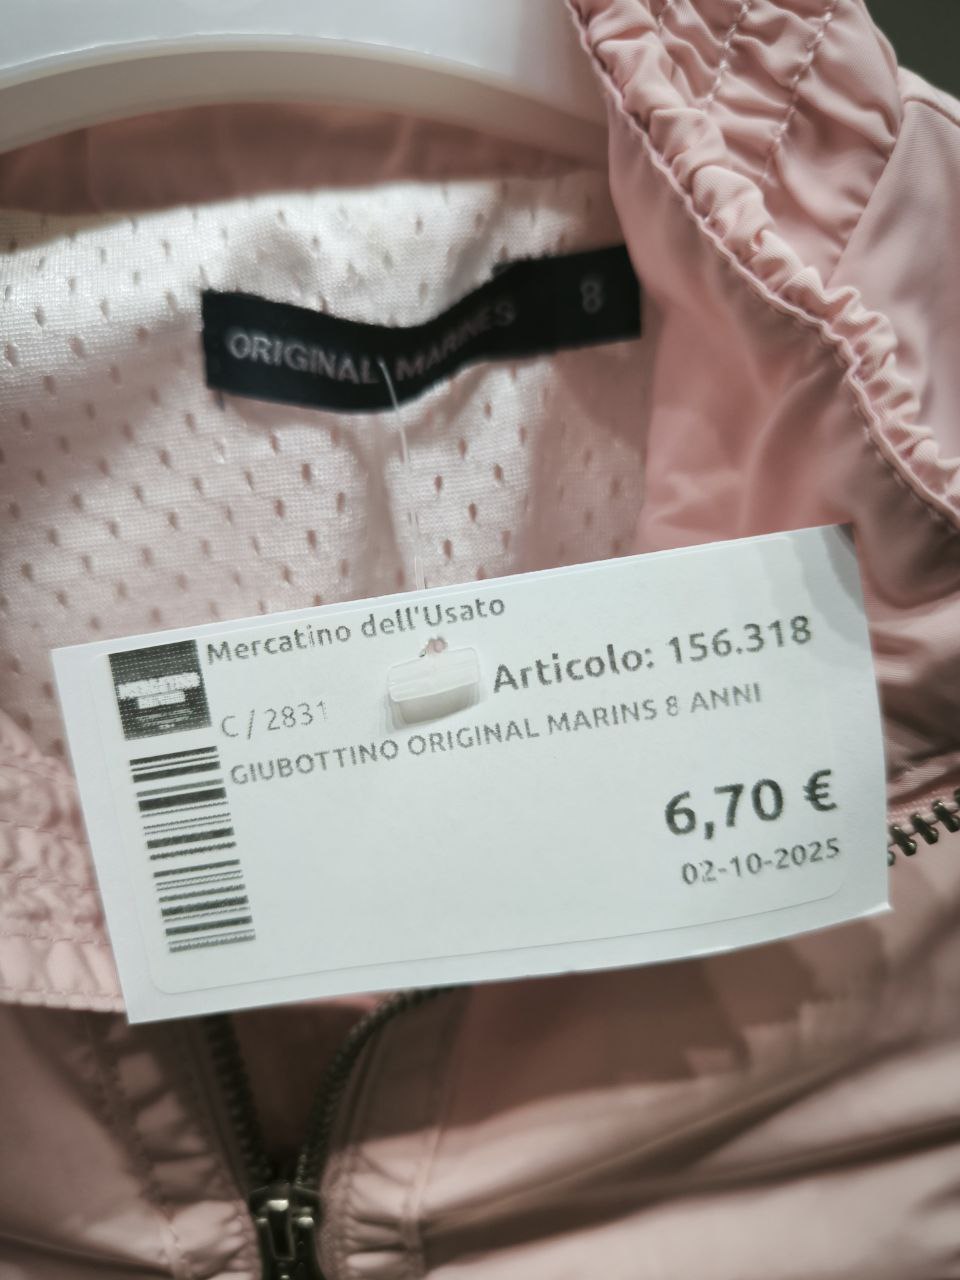 ORIGINAL MARINES 8
Mercatino dell'Usato
Articolo: 156.318
C / 2831
GIUBOTTINO ORIGINAL MARINS 8 ANNI
6,70 €
02-10-2025